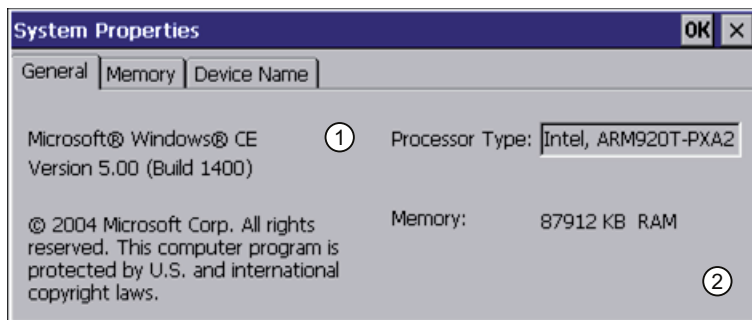 System Properties OK ×
General Memory Device Name
Microsoft® Windows® CE ① Processor Type: Intel, ARM920T-PXA2
Version 5.00 (Build 1400)
© 2004 Microsoft Corp. All rights Memory: 87912 KB RAM
reserved. This computer program is
protected by U.S. and international
copyright laws. ②